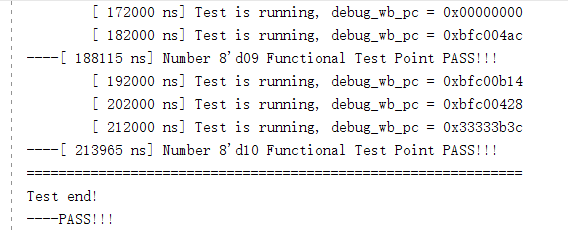 [ 172000 ns] Test is running, debug_wb_pc = 0x00000000
[ 182000 ns] Test is running, debug_wb_pc = 0xbfc004ac
----[ 188115 ns] Number 8'd09 Functional Test Point PASS!!!
[ 192000 ns] Test is running, debug_wb_pc = 0xbfc00b14
[ 202000 ns] Test is running, debug_wb_pc = 0xbfc00428
[ 212000 ns] Test is running, debug_wb_pc = 0x33333b3c
----[ 213965 ns] Number 8'd10 Functional Test Point PASS!!!
==============================================================
Test end!
----PASS!!!